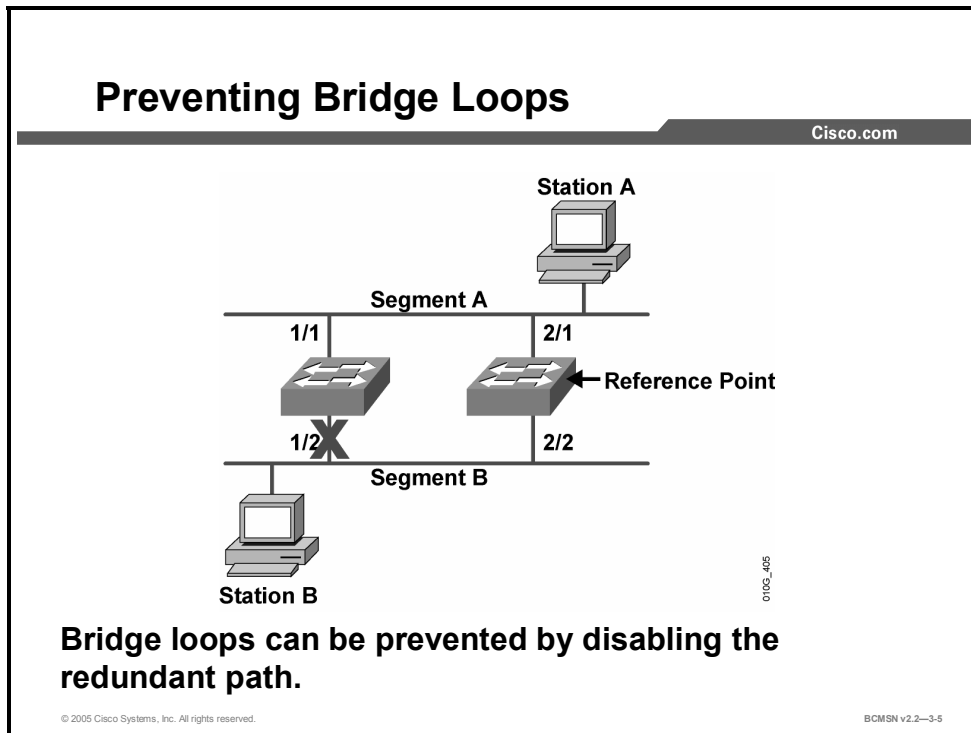 Preventing Bridge Loops
Cisco.com
Station A
Segment A
1/1
2/1
Reference Point
1/2
2/2
Segment B
Station B
010G_405
Bridge loops can be prevented by disabling the
redundant path.
© 2005 Cisco Systems, Inc. All rights reserved.
BCMSN v2.2—3-5